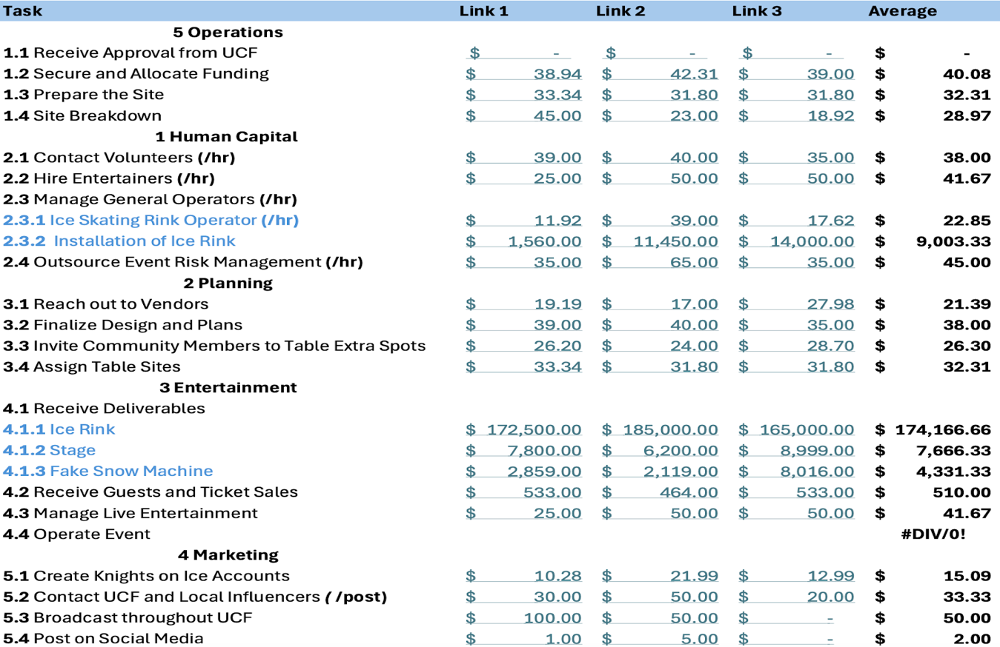 Task Link 1 Link 2 Link 3 Average
5 Operations
1.1 Receive Approval from UCF $ - $ - $ - $ -
1.2 Secure and Allocate Funding $ 38.94 $ 42.31 $ 39.00 $ 40.08
1.3 Prepare the Site $ 33.34 $ 31.80 $ 31.80 $ 32.31
1.4 Site Breakdown $ 45.00 $ 23.00 $ 18.92 $ 28.97
1 Human Capital
2.1 Contact Volunteers (/hr) $ 39.00 $ 40.00 $ 35.00 $ 38.00
2.2 Hire Entertainers (/hr) $ 25.00 $ 50.00 $ 50.00 $ 41.67
2.3 Manage General Operators (/hr)
2.3.1 Ice Skating Rink Operator (/hr) $ 11.92 $ 39.00 $ 17.62 $ 22.85
2.3.2 Installation of Ice Rink $ 1,560.00 $ 11,450.00 $ 14,000.00 $ 9,003.33
2.4 Outsource Event Risk Management (/hr) $ 35.00 $ 65.00 $ 35.00 $ 45.00
2 Planning
3.1 Reach out to Vendors $ 19.19 $ 17.00 $ 27.98 $ 21.39
3.2 Finalize Design and Plans $ 39.00 $ 40.00 $ 35.00 $ 38.00
3.3 Invite Community Members to Table Extra Spots $ 26.20 $ 24.00 $ 28.70 $ 26.30
3.4 Assign Table Sites $ 33.34 $ 31.80 $ 31.80 $ 32.31
3 Entertainment
4.1 Receive Deliverables
4.1.1 Ice Rink $ 172,500.00 $ 185,000.00 $ 165,000.00 $ 174,166.66
4.1.2 Stage $ 7,800.00 $ 6,200.00 $ 8,999.00 $ 7,666.33
4.1.3 Fake Snow Machine $ 2,859.00 $ 2,119.00 $ 8,016.00 $ 4,331.33
4.2 Receive Guests and Ticket Sales $ 533.00 $ 464.00 $ 533.00 $ 510.00
4.3 Manage Live Entertainment $ 25.00 $ 50.00 $ 50.00 $ 41.67
4.4 Operate Event #DIV/0!
4 Marketing
5.1 Create Knights on Ice Accounts $ 10.28 $ 21.99 $ 12.99 $ 15.09
5.2 Contact UCF and Local Influencers ( /post) $ 30.00 $ 50.00 $ 20.00 $ 33.33
5.3 Broadcast throughout UCF $ 100.00 $ 50.00 $ - $ 50.00
5.4 Post on Social Media $ 1.00 $ 5.00 $ - $ 2.00